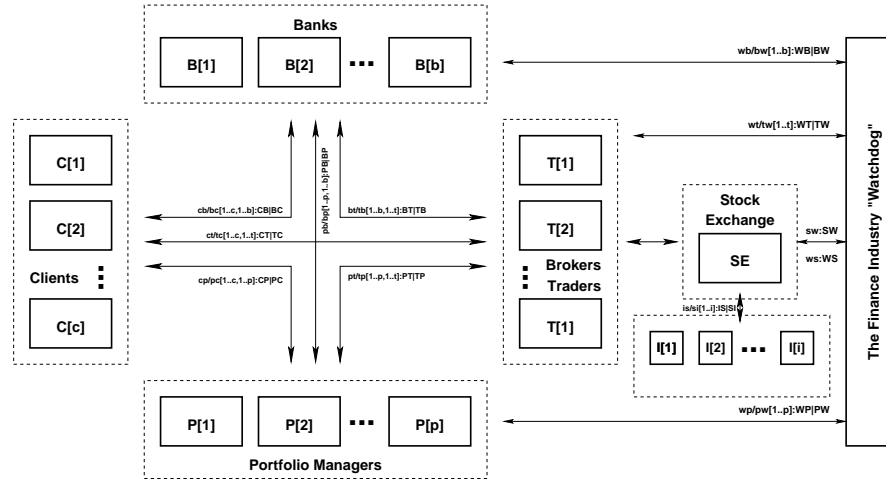 Banks
B[1]
B[2]
B[b]
wb/bw[1..b]:WB|BW
wt/tw[1..t]:WT|TW
C[1]
C[2]
Clients
C[c]
cb/bc[1..c,1..b]:CB|BC
ct/tc[1..c,1..t]:CT|TC
cp/pc[1..c,1..p]:CP|PC
pb/bp[1..p,1..b]:PB|BP
bt/tb[1..b,1..t]:BT|TB
pt/tp[1..p,1..t]:PT|TP
T[1]
T[2]
Brokers
Traders
T[1]
Stock
Exchange
SE
sw:SW
ws:WS
is/si[1..i]:IS|SI
I[1]
I[2]
I[i]
wp/pw[1..p]:WP|PW
P[1]
P[2]
P[p]
Portfolio Managers
The Finance Industry "Watchdog"